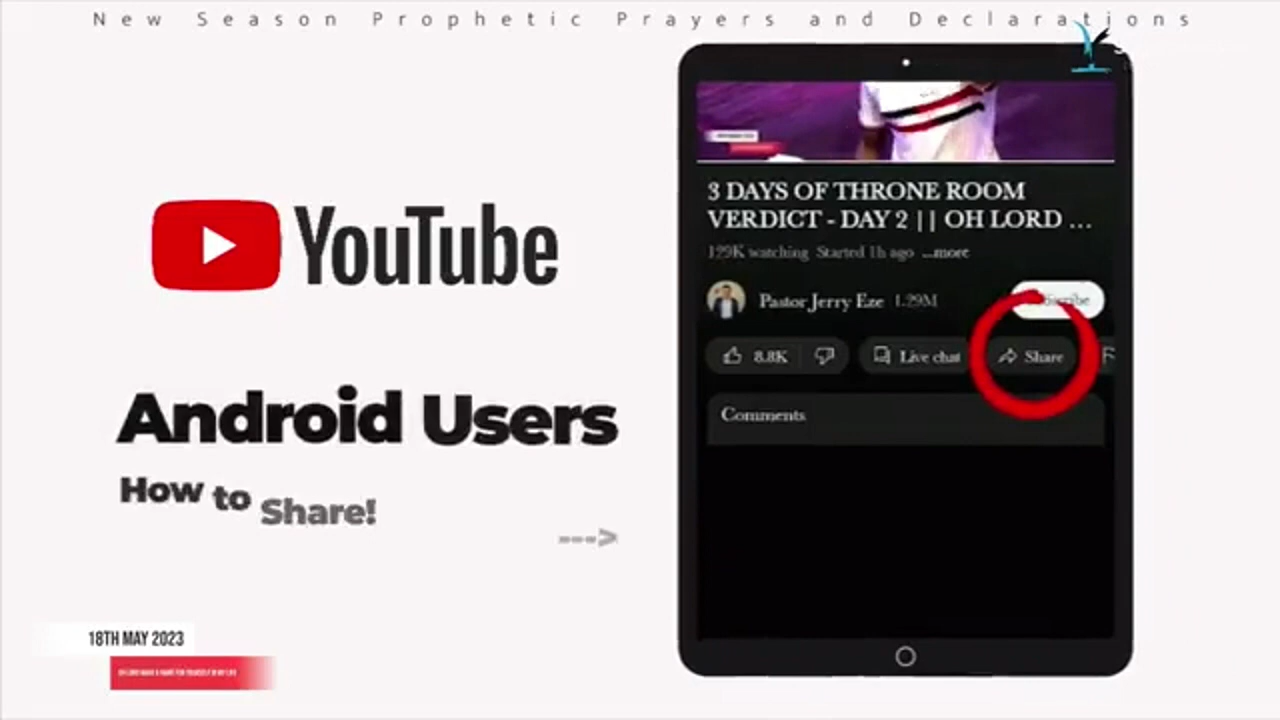 New Season Prophetic Prayers and Declarations
YouTube
Android Users
How to Share!
--->
18TH MAY 2023
3 DAYS OF THRONE ROOM
VERDICT - DAY 2 || OH LORD ...
129K watching Started 1h ago ...more
Pastor Jerry Eze 1.29M
8.8K Live chat Share
Comments